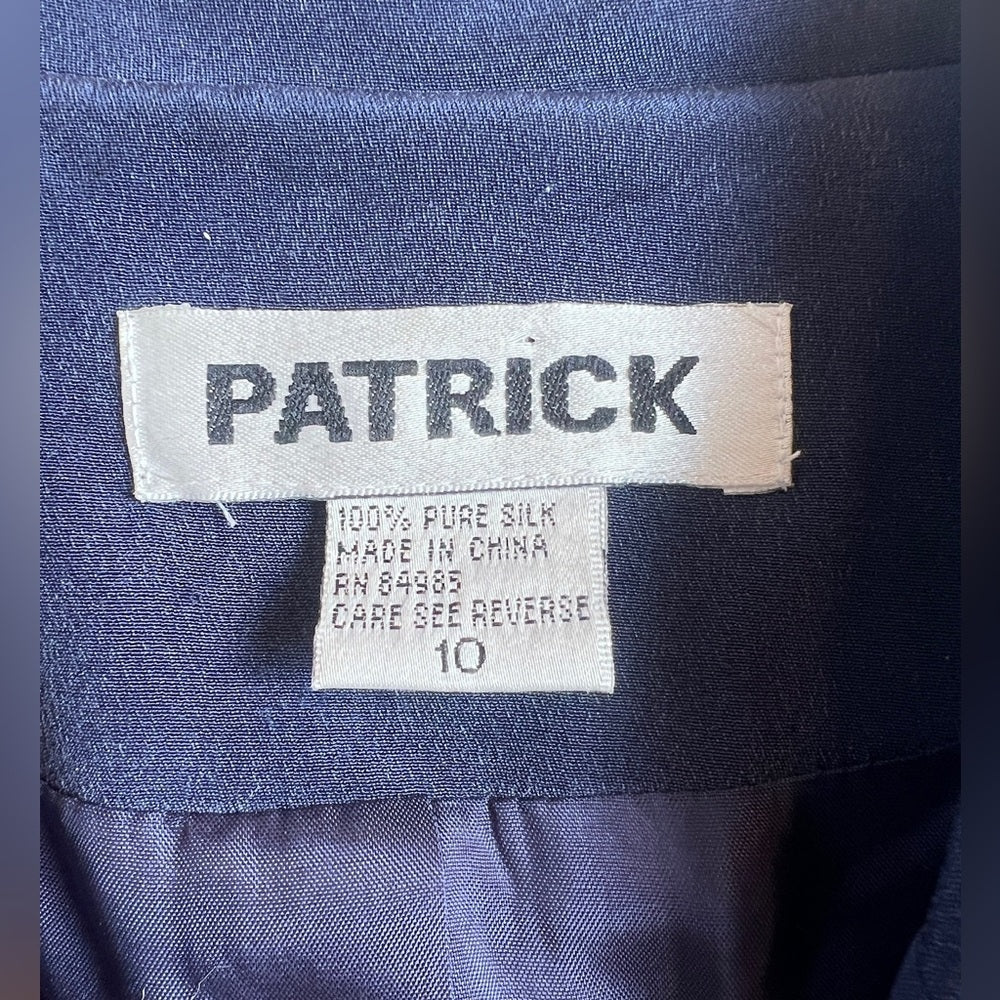 PATRiCK
100% PURE SILK
MADE IN CHINA
RN 84985
CARE SEE REVERSE
10